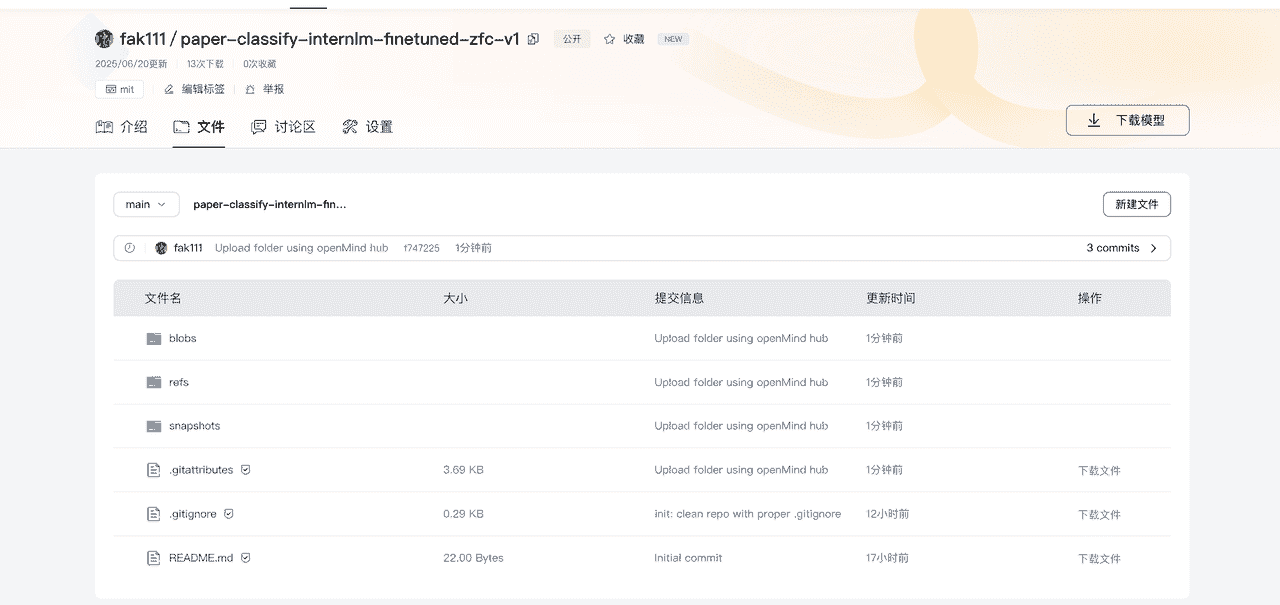 fak111 / paper-classify-internlm-finetuned-zfc-v1 公开 收藏 NEW
2025/06/20更新 13次下载 0次收藏
mit 编辑标签 举报
介绍 文件 讨论区 设置 下载模型
main paper-classify-internlm-fin... 新建文件
fak111 Upload folder using openMind hub 1747225 1分钟前 3 commits
文件名 大小 提交信息 更新时间 操作
blobs Upload folder using openMind hub 1分钟前
refs Upload folder using openMind hub 1分钟前
snapshots Upload folder using openMind hub 1分钟前
.gitattributes 3.69 KB Upload folder using openMind hub 1分钟前 下载文件
.gitignore 0.29 KB init: clean repo with proper .gitignore 12小时前 下载文件
README.md 22.00 Bytes Initial commit 17小时前 下载文件